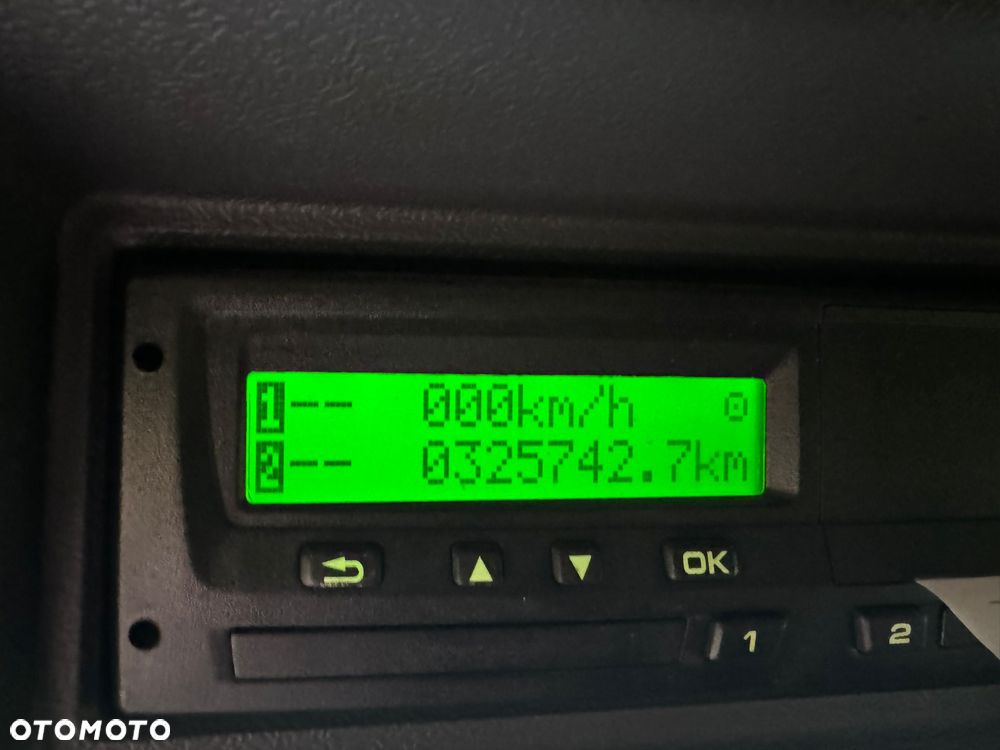 1-- 000km/h
2-- 0325742.7km
OK
1 2
OTOMOTO